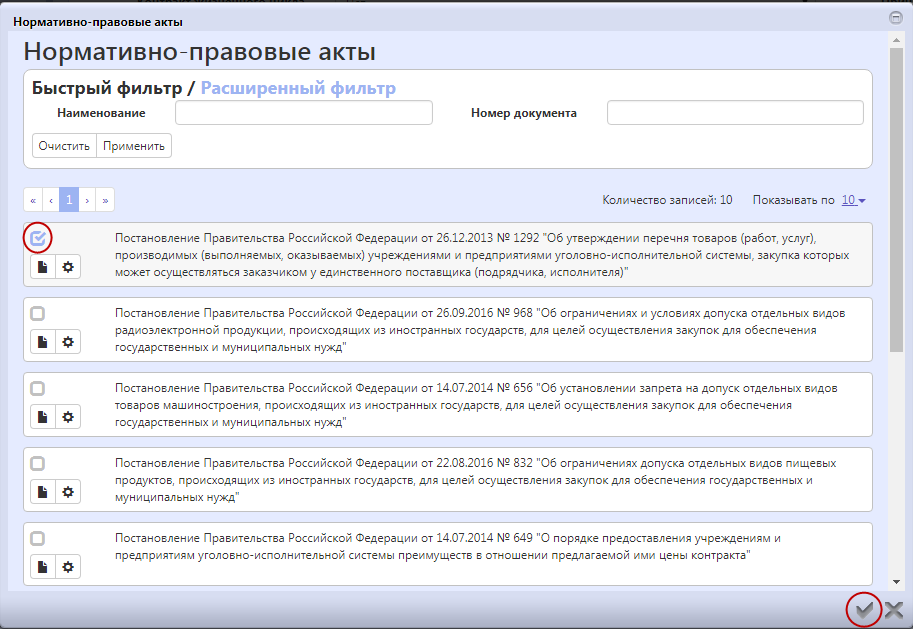 Нормативно-правовые акты
Нормативно-правовые акты
Быстрый фильтр / Расширенный фильтр
Наименование Номер документа
Очистить Применить
« ‹ 1 › » Количество записей: 10 Показывать по 10
Постановление Правительства Российской Федерации от 26.12.2013 № 1292 "Об утверждении перечня товаров (работ, услуг),
производимых (выполняемых, оказываемых) учреждениями и предприятиями уголовно-исполнительной системы, закупка которых
может осуществляться заказчиком у единственного поставщика (подрядчика, исполнителя)"
Постановление Правительства Российской Федерации от 26.09.2016 № 968 "Об ограничениях и условиях допуска отдельных видов
радиоэлектронной продукции, происходящих из иностранных государств, для целей осуществления закупок для обеспечения
государственных и муниципальных нужд"
Постановление Правительства Российской Федерации от 14.07.2014 № 656 "Об установлении запрета на допуск отдельных видов
товаров машиностроения, происходящих из иностранных государств, для целей осуществления закупок для обеспечения
государственных и муниципальных нужд"
Постановление Правительства Российской Федерации от 22.08.2016 № 832 "Об ограничениях допуска отдельных видов пищевых
продуктов, происходящих из иностранных государств, для целей осуществления закупок для обеспечения государственных и
муниципальных нужд"
Постановление Правительства Российской Федерации от 14.07.2014 № 649 "О порядке предоставления учреждениям и
предприятиям уголовно-исполнительной системы преимуществ в отношении предлагаемой ими цены контракта"